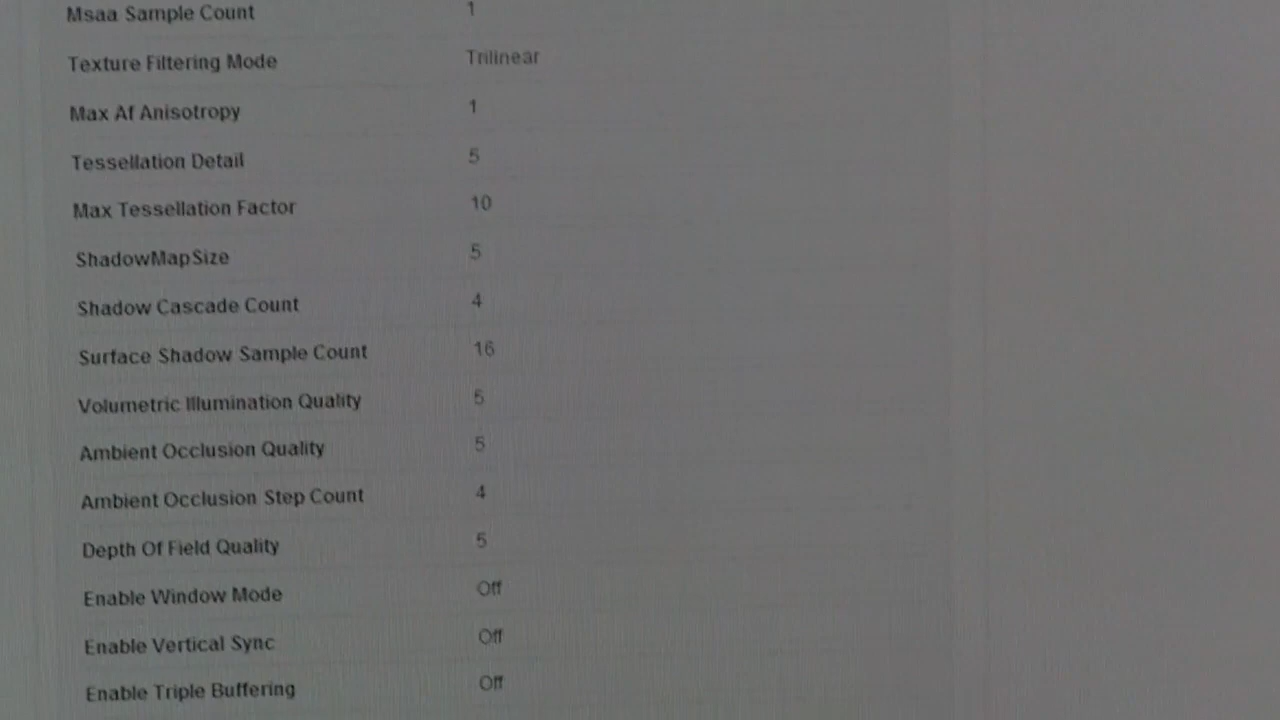 Msaa Sample Count 1
Texture Filtering Mode Trilinear
Max Af Anisotropy 1
Tessellation Detail 5
Max Tessellation Factor 10
ShadowMapSize 5
Shadow Cascade Count 4
Surface Shadow Sample Count 16
Volumetric Illumination Quality 5
Ambient Occlusion Quality 5
Ambient Occlusion Step Count 4
Depth Of Field Quality 5
Enable Window Mode Off
Enable Vertical Sync Off
Enable Triple Buffering Off